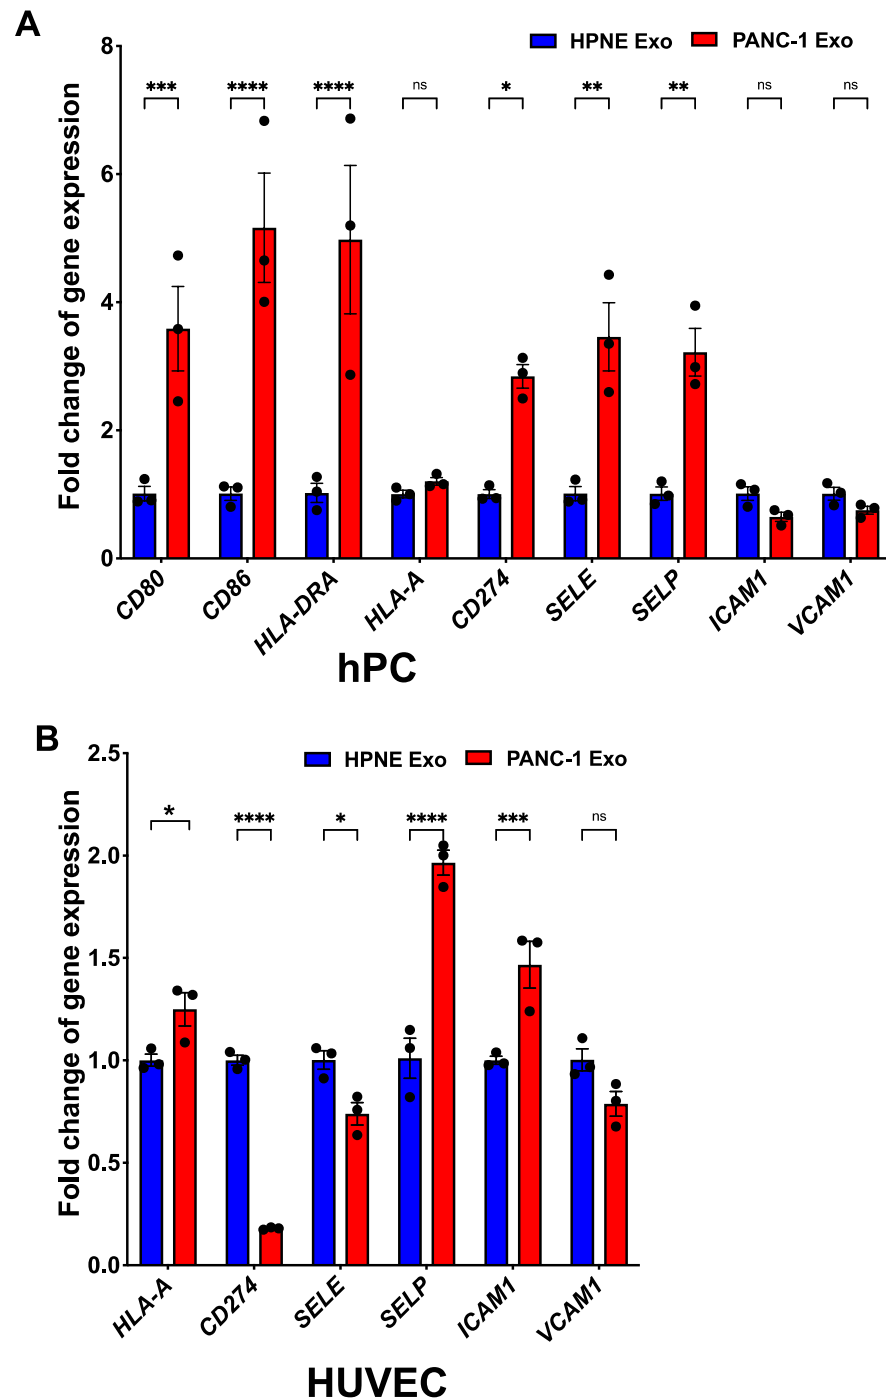 A
HPNE Exo PANC-1 Exo
Fold change of gene expression
8
6
4
2
0
*** **** **** ns * ** ** ns ns
CD80 CD86 HLA-DRA HLA-A CD274 SELE SELP ICAM1 VCAM1
hPC
B
HPNE Exo PANC-1 Exo
Fold change of gene expression
2.5
2.0
1.5
1.0
0.5
0.0
* **** * **** *** ns
HLA-A CD274 SELE SELP ICAM1 VCAM1
HUVEC